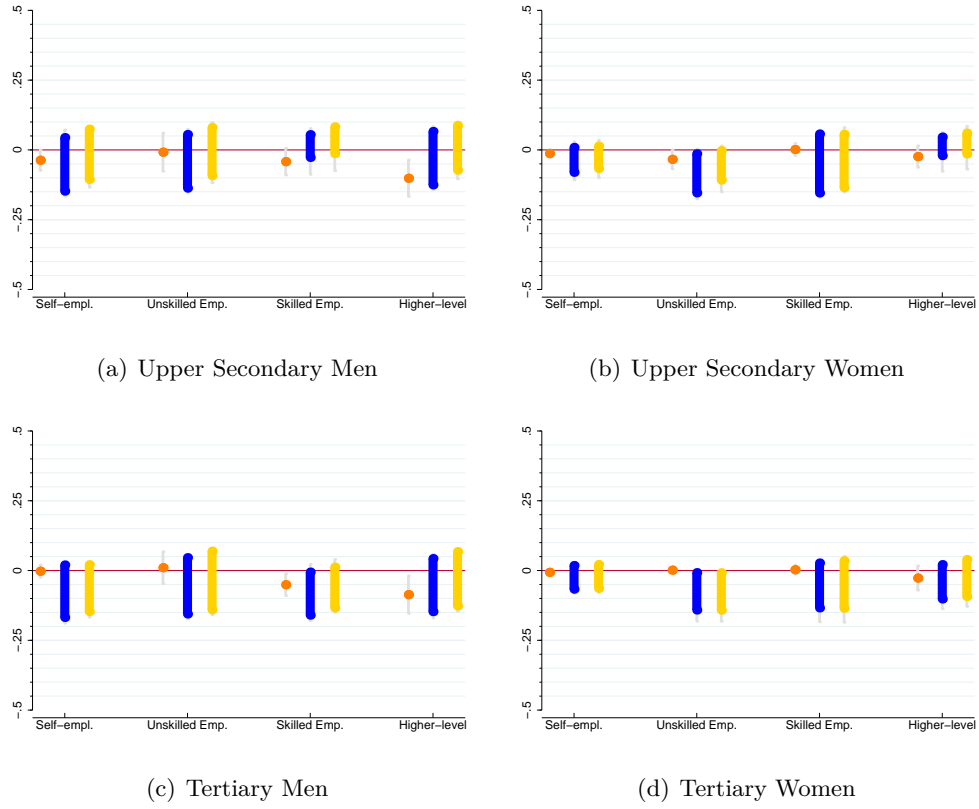 .5
.25
0
-.25
-.5
Self-empl. Unskilled Emp. Skilled Emp. Higher-level
(a) Upper Secondary Men
.5
.25
0
-.25
-.5
Self-empl. Unskilled Emp. Skilled Emp. Higher-level
(b) Upper Secondary Women
.5
.25
0
-.25
-.5
Self-empl. Unskilled Emp. Skilled Emp. Higher-level
(c) Tertiary Men
.5
.25
0
-.25
-.5
Self-empl. Unskilled Emp. Skilled Emp. Higher-level
(d) Tertiary Women